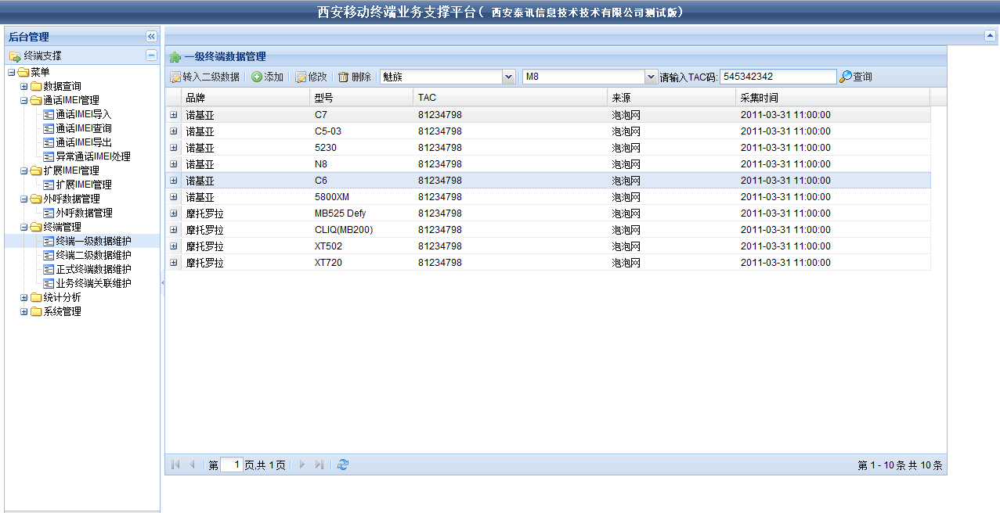 西安移动终端业务支撑平台( 西安泰讯信息技术技术有限公司测试版)
后台管理
终端支撑
菜单
数据查询
通话IMEI管理
通话IMEI导入
通话IMEI查询
通话IMEI导出
异常通话IMEI处理
扩展IMEI管理
扩展IMEI管理
外呼数据管理
外呼数据管理
终端管理
终端一级数据维护
终端二级数据维护
正式终端数据维护
业务终端关联维护
统计分析
系统管理
一级终端数据管理
转入二级数据 添加 修改 删除 魅族 M8 请输入TAC码: 545342342 查询
品牌 型号 TAC 来源 采集时间
诺基亚 C7 81234798 泡泡网 2011-03-31 11:00:00
诺基亚 C5-03 81234798 泡泡网 2011-03-31 11:00:00
诺基亚 5230 81234798 泡泡网 2011-03-31 11:00:00
诺基亚 N8 81234798 泡泡网 2011-03-31 11:00:00
诺基亚 C6 81234798 泡泡网 2011-03-31 11:00:00
诺基亚 5800XM 81234798 泡泡网 2011-03-31 11:00:00
摩托罗拉 MB525 Defy 81234798 泡泡网 2011-03-31 11:00:00
摩托罗拉 CLIQ(MB200) 81234798 泡泡网 2011-03-31 11:00:00
摩托罗拉 XT502 81234798 泡泡网 2011-03-31 11:00:00
摩托罗拉 XT720 81234798 泡泡网 2011-03-31 11:00:00
第 1 页,共 1 页 第 1 - 10 条 共 10 条